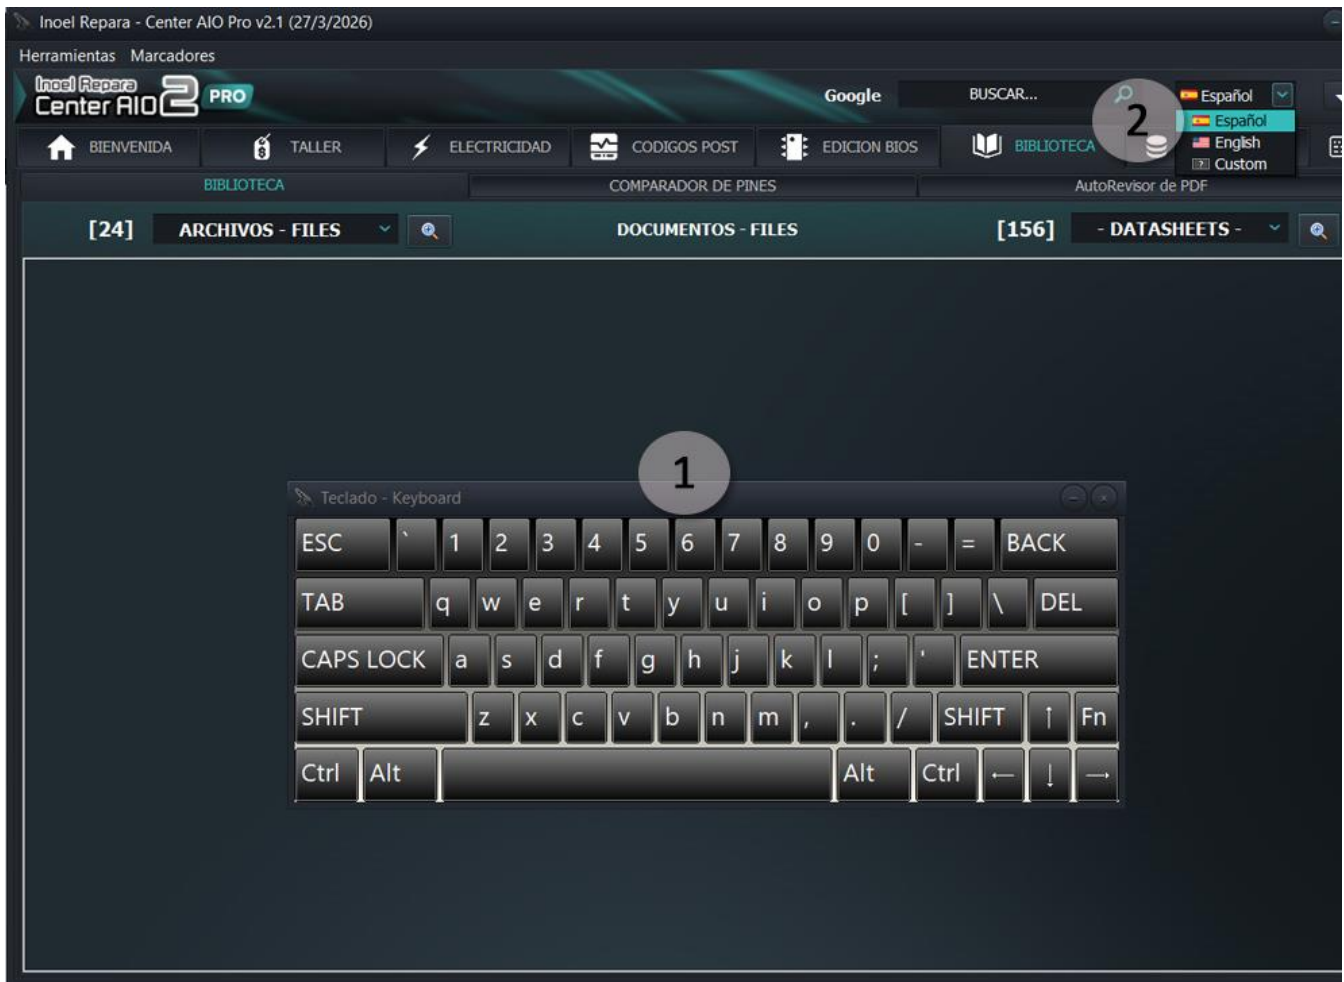 Inoel Repara - Center AIO Pro v2.1 (27/3/2026)
Herramientas Marcadores
Inoel Repara
Center AIO 2 PRO
Google BUSCAR... Español
2
Español
English
Custom
BIENVENIDA TALLER ELECTRICIDAD CODIGOS POST EDICION BIOS BIBLIOTECA
BIBLIOTECA COMPARADOR DE PINES AutoRevisor de PDF
[24] ARCHIVOS - FILES DOCUMENTOS - FILES [156] - DATASHEETS -
1
Teclado - Keyboard
ESC ` 1 2 3 4 5 6 7 8 9 0 - = BACK
TAB q w e r t y u i o p [ ] \ DEL
CAPS LOCK a s d f g h j k l ; ' ENTER
SHIFT z x c v b n m , . / SHIFT ↑ Fn
Ctrl Alt Alt Ctrl ← ↓ →